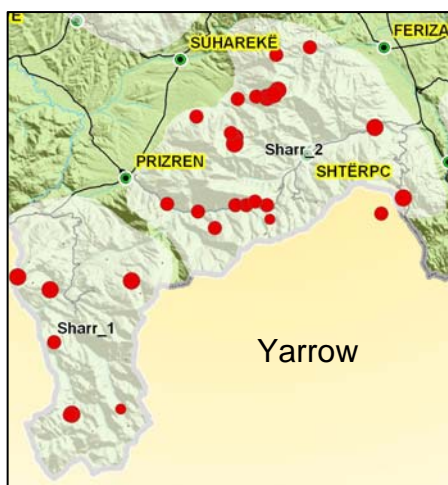 E
SUHAREKË
FERIZA
Sharr_2
PRIZREN
SHTËRPC
Sharr_1
Yarrow